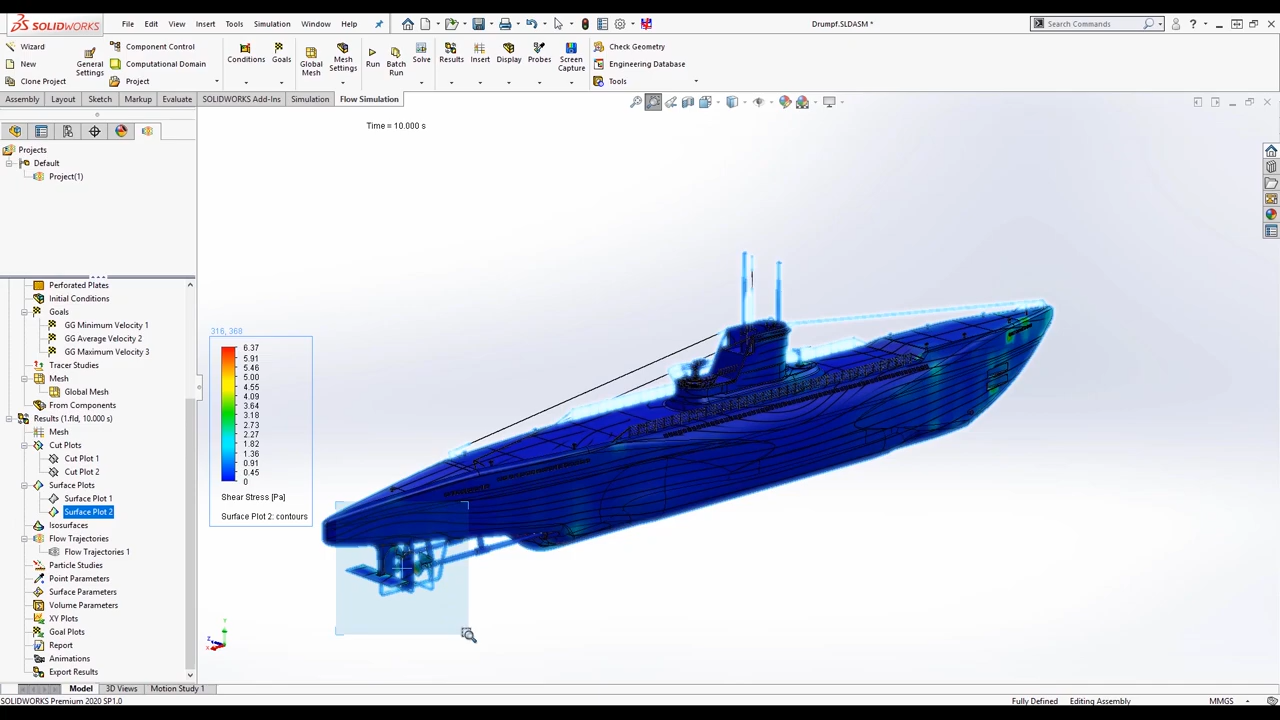 SOLIDWORKS
File Edit View Insert Tools Simulation Window Help
Drumpf.SLDASM *
Search Commands
Wizard
New
Clone Project
General Settings
Component Control
Computational Domain
Project
Conditions
Goals
Global Mesh
Mesh Settings
Run
Batch Run
Solve
Results
Insert
Display
Probes
Screen Capture
Check Geometry
Engineering Database
Tools
Assembly Layout Sketch Markup Evaluate SOLIDWORKS Add-Ins Simulation Flow Simulation
Time = 10.000 s
Projects
Default
Project(1)
Perforated Plates
Initial Conditions
Goals
GG Minimum Velocity 1
GG Average Velocity 2
GG Maximum Velocity 3
Tracer Studies
Mesh
Global Mesh
From Components
Results (1.fld, 10.000 s)
Mesh
Cut Plots
Cut Plot 1
Cut Plot 2
Surface Plots
Surface Plot 1
Surface Plot 2
Isosurfaces
Flow Trajectories
Flow Trajectories 1
Particle Studies
Point Parameters
Surface Parameters
Volume Parameters
XY Plots
Goal Plots
Report
Animations
Export Results
316, 368
6.37
5.91
5.46
5.00
4.55
4.09
3.64
3.18
2.73
2.27
1.82
1.36
0.91
0.45
0
Shear Stress [Pa]
Surface Plot 2: contours
Y
Z
X
Model 3D Views Motion Study 1
SOLIDWORKS Premium 2020 SP1.0
Fully Defined Editing Assembly MMGS